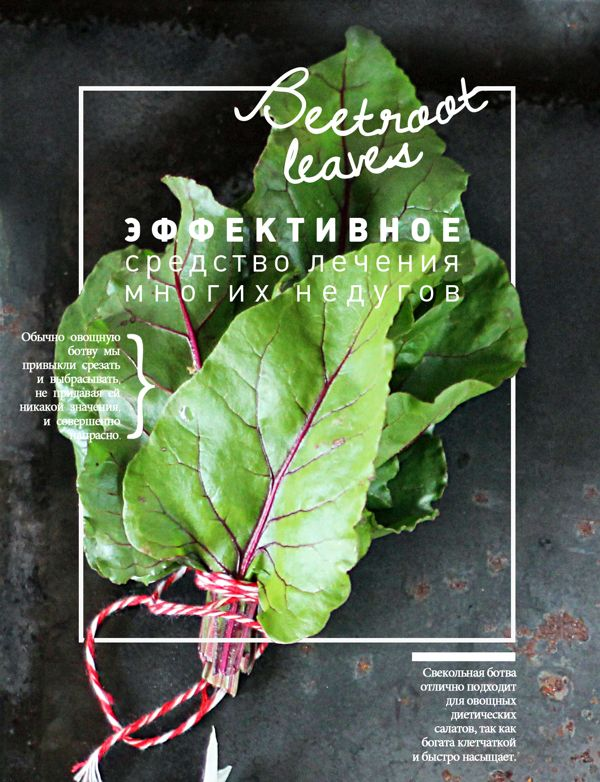 Beetroot
leaves
ЭФФЕКТИВНОЕ
средство лечения
многих недугов
Обычно овощную
ботву мы
привыкли срезать
и выбрасывать,
не придавая ей
никакой значения,
и совершенно
напрасно.
Свекольная ботва
отлично подходит
для овощных
диетических
салатов, так как
богата клетчаткой
и быстро насыщает.